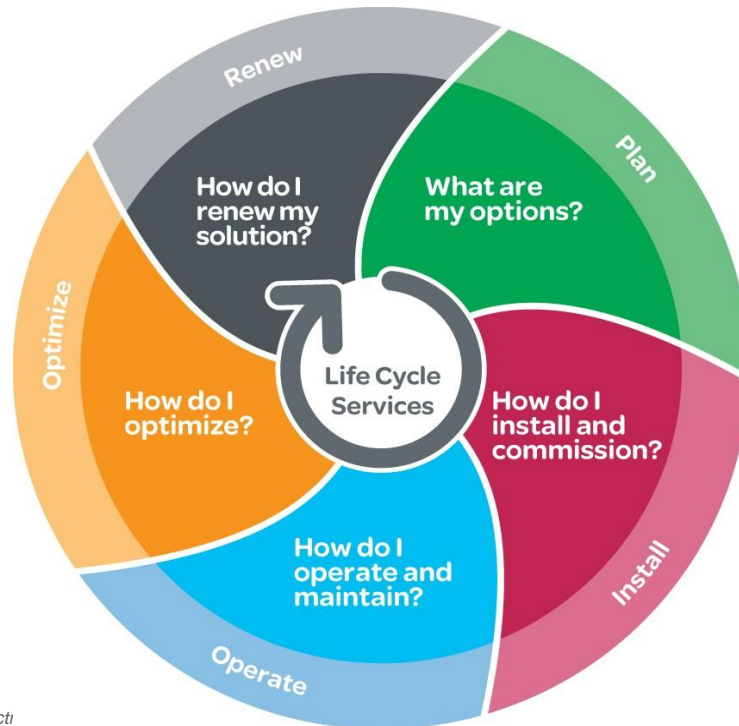 Renew
Plan
How do I
renew my
solution?
What are
my options?
Optimize
Life Cycle
Services
How do I
optimize?
How do I
install and
commission?
How do I
operate and
maintain?
Install
Operate